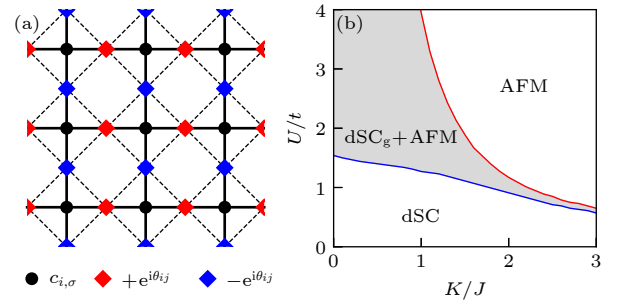 (a)
c_{i,σ} +e^{iθ_{ij}} −e^{iθ_{ij}}
(b)
4
3
2
1
0
U/t
AFM
dSC_g+AFM
dSC
0 1 2 3
K/J